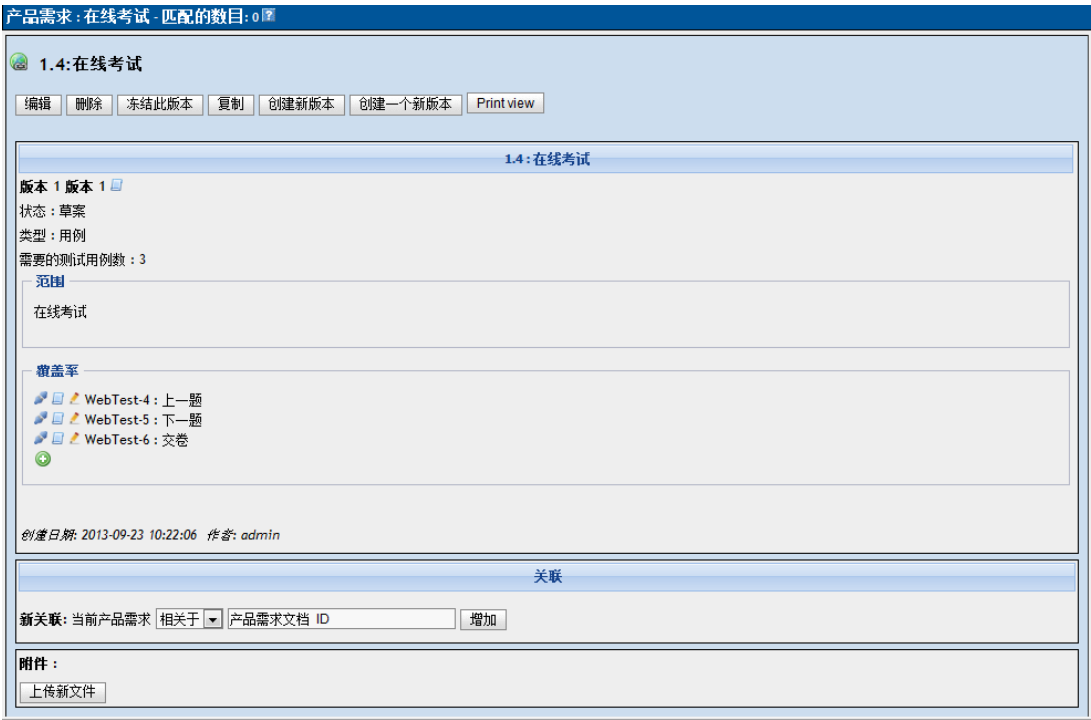 产品需求 : 在线考试 - 匹配的数目: 0 ?
1.4:在线考试
编辑 删除 冻结此版本 复制 创建新版本 创建一个新版本 Print view
1.4 : 在线考试
版本 1 版本 1
状态 : 草案
类型 : 用例
需要的测试用例数 : 3
范围
在线考试
覆盖率
WebTest-4 : 上一题
WebTest-5 : 下一题
WebTest-6 : 交卷
创建日期: 2013-09-23 10:22:06 作者: admin
关联
新关联: 当前产品需求 相关于 产品需求文档 ID 增加
附件 :
上传新文件